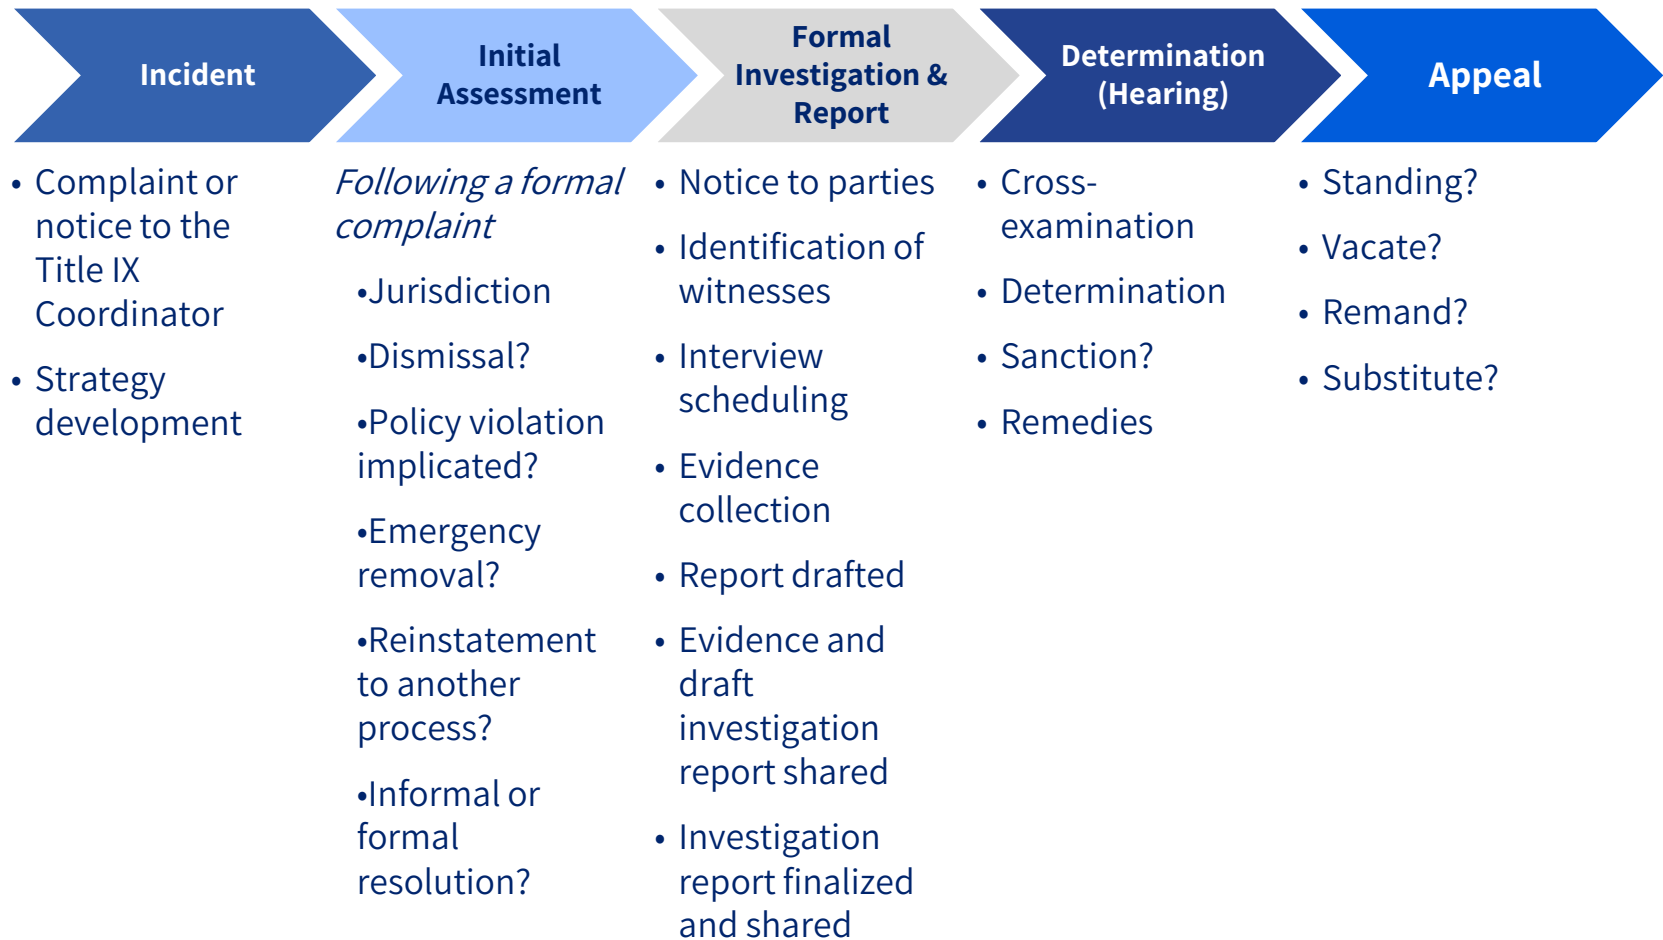 Incident
Initial
Assessment
Formal
Investigation &
Report
Determination
(Hearing)
Appeal
• Complaint or
notice to the
Title IX
Coordinator
• Strategy
development
Following a formal
complaint
•Jurisdiction
•Dismissal?
•Policy violation
implicated?
•Emergency
removal?
•Reinstatement
to another
process?
•Informal or
formal
resolution?
• Notice to parties
• Identification of
witnesses
• Interview
scheduling
• Evidence
collection
• Report drafted
• Evidence and
draft
investigation
report shared
• Investigation
report finalized
and shared
• Cross-
examination
• Determination
• Sanction?
• Remedies
• Standing?
• Vacate?
• Remand?
• Substitute?